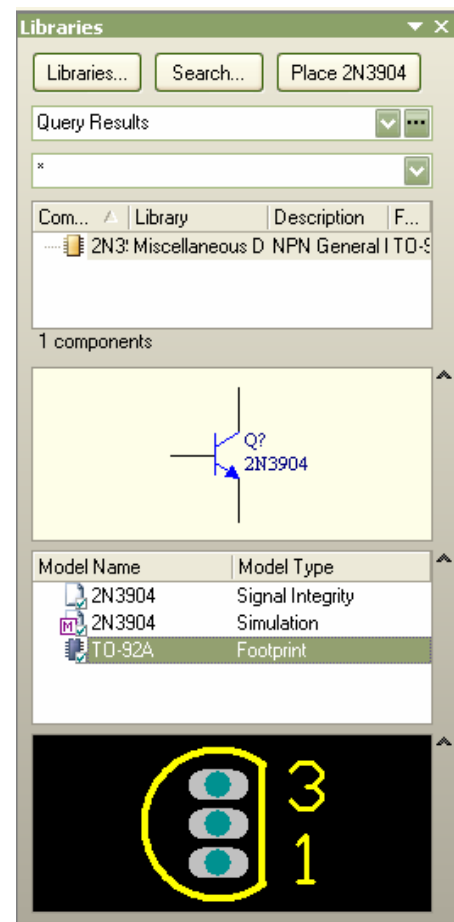 Libraries
Libraries... Search... Place 2N3904
Query Results
*
Com... Library Description F...
2N3 Miscellaneous D NPN General TO-9
1 components
Q?
2N3904
Model Name Model Type
2N3904 Signal Integrity
2N3904 Simulation
TO-92A Footprint
3
1